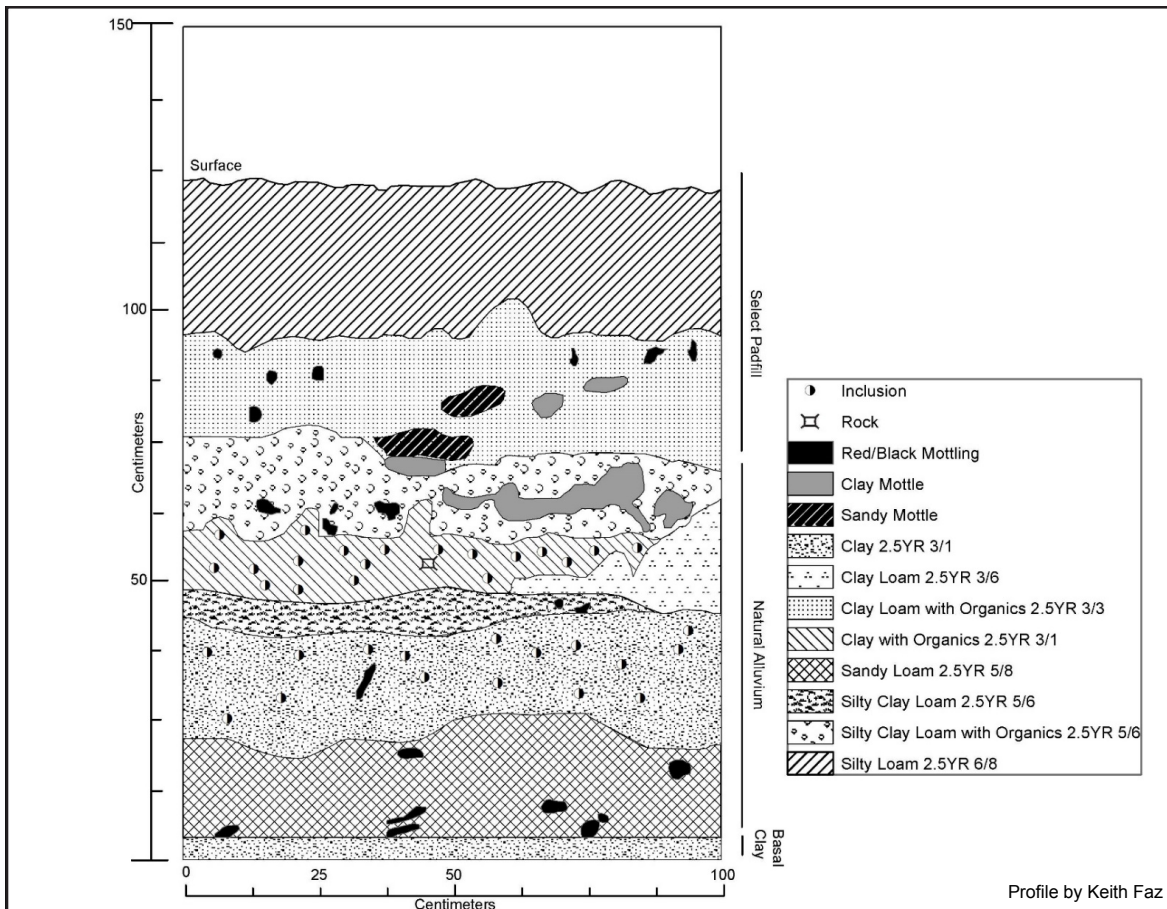 150
Surface
100
Centimeters
50
0
25
50
75
100
Centimeters
Select Padfill
Natural Alluvium
Basal
Clay
Inclusion
Rock
Red/Black Mottling
Clay Mottle
Sandy Mottle
Clay 2.5YR 3/1
Clay Loam 2.5YR 3/6
Clay Loam with Organics 2.5YR 3/3
Clay with Organics 2.5YR 3/1
Sandy Loam 2.5YR 5/8
Silty Clay Loam 2.5YR 5/6
Silty Clay Loam with Organics 2.5YR 5/6
Silty Loam 2.5YR 6/8
Profile by Keith Faz